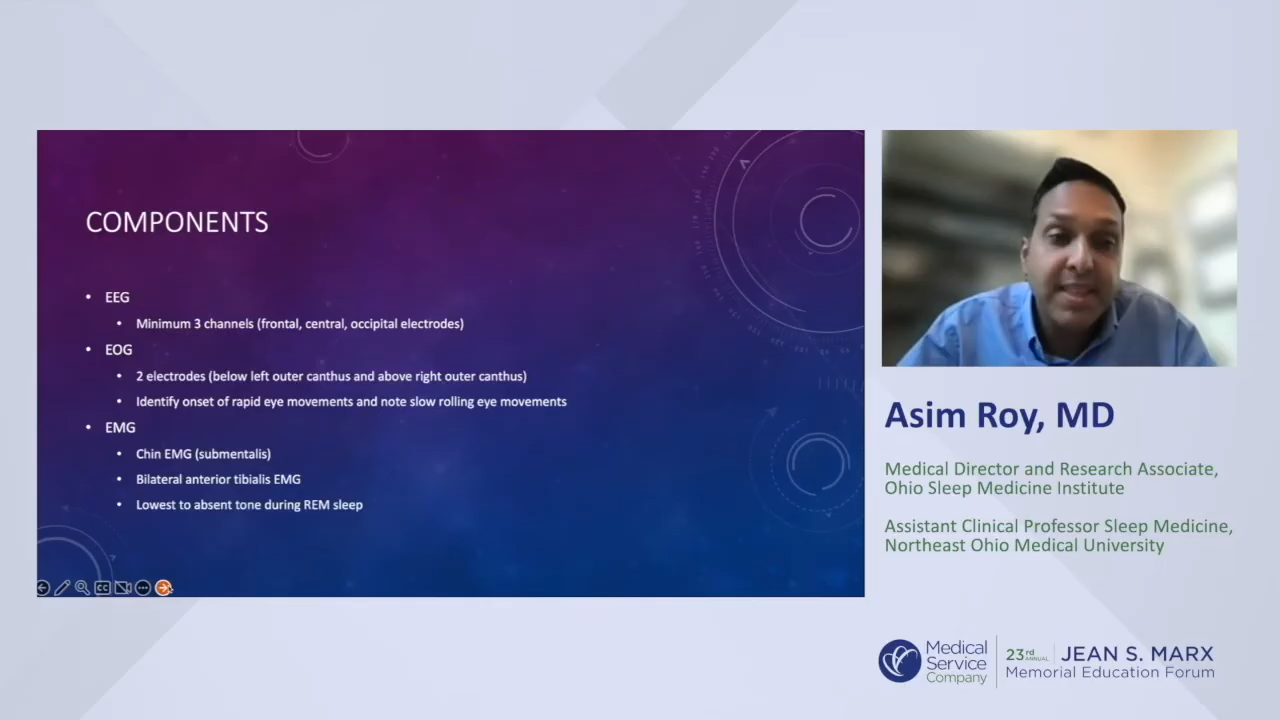 COMPONENTS
• EEG
• Minimum 3 channels (frontal, central, occipital electrodes)
• EOG
• 2 electrodes (below left outer canthus and above right outer canthus)
• Identify onset of rapid eye movements and note slow rolling eye movements
• EMG
• Chin EMG (submentalis)
• Bilateral anterior tibialis EMG
• Lowest to absent tone during REM sleep
CC
Asim Roy, MD
Medical Director and Research Associate,
Ohio Sleep Medicine Institute
Assistant Clinical Professor Sleep Medicine,
Northeast Ohio Medical University
Medical
Service
Company
23rd ANNUAL JEAN S. MARX
Memorial Education Forum